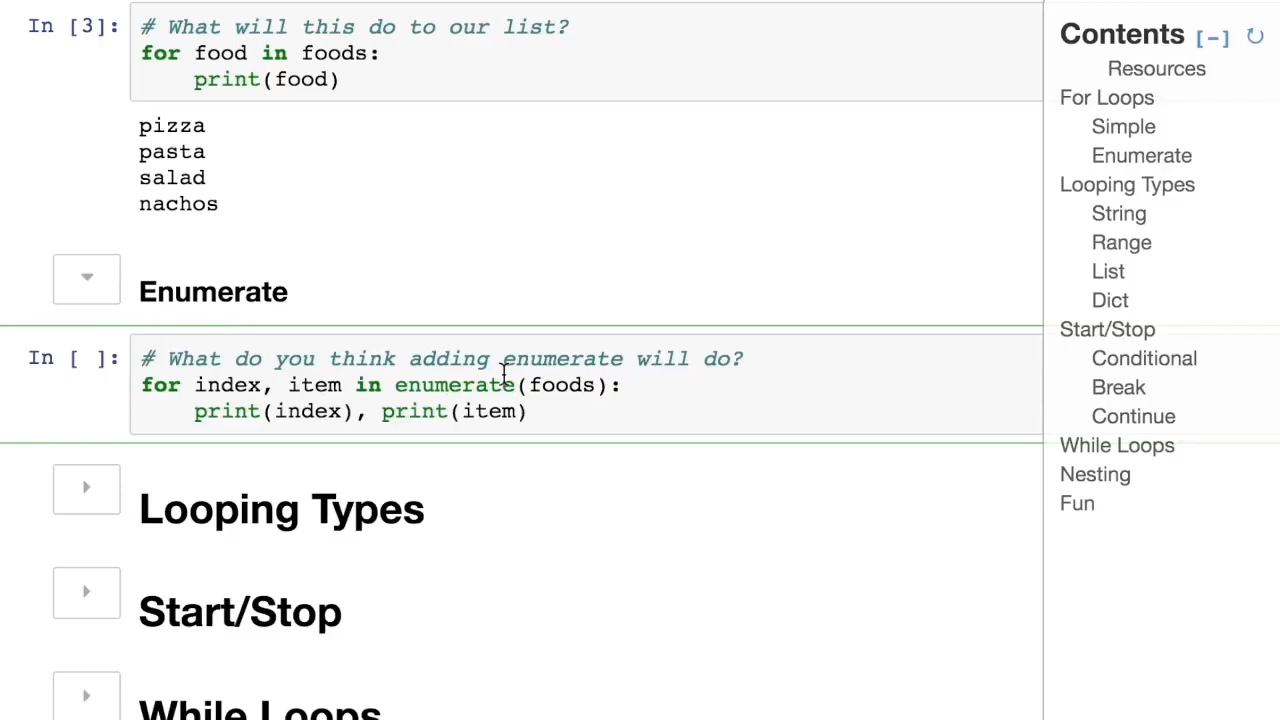 In [3]:
# What will this do to our list?
for food in foods:
    print(food)
pizza
pasta
salad
nachos
Enumerate
In [ ]:
# What do you think adding enumerate will do?
for index, item in enumerate(foods):
    print(index), print(item)
Looping Types
Start/Stop
While Loops
Contents [-] ↻
Resources
For Loops
Simple
Enumerate
Looping Types
String
Range
List
Dict
Start/Stop
Conditional
Break
Continue
While Loops
Nesting
Fun